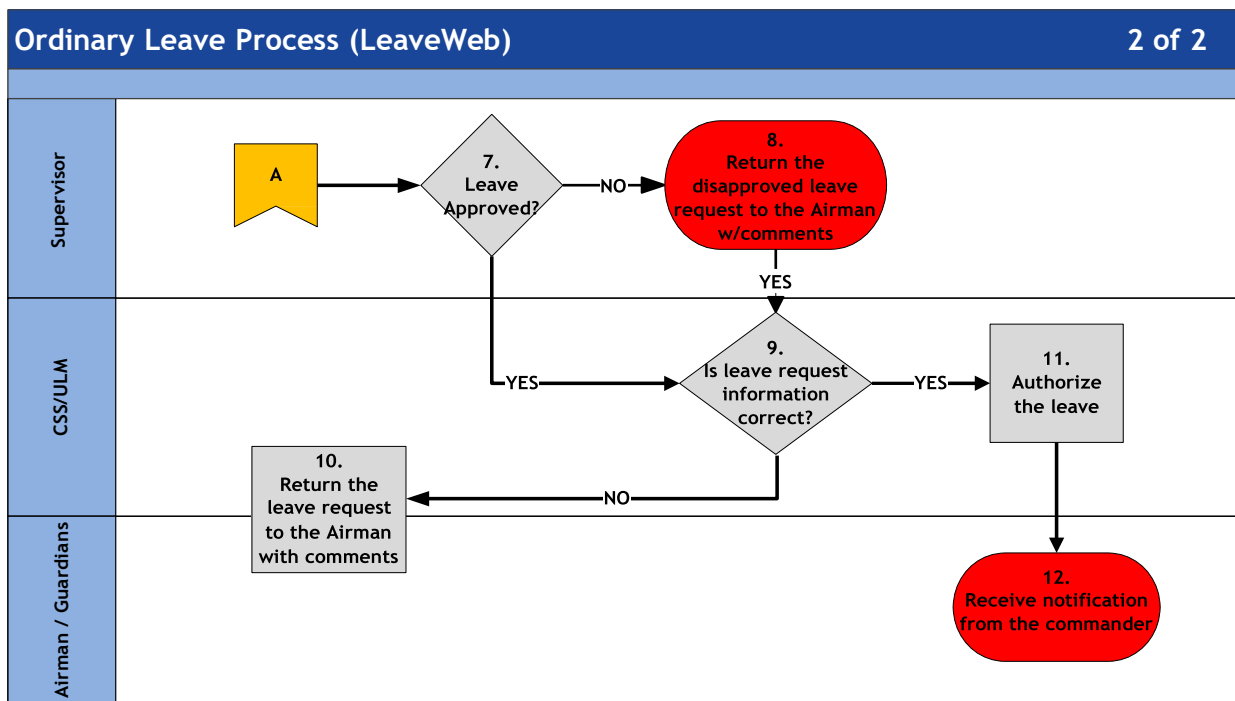 Ordinary Leave Process (LeaveWeb)
2 of 2
Supervisor
A
7.
Leave
Approved?
NO
8.
Return the
disapproved leave
request to the Airman
w/comments
YES
CSS/ULM
YES
9.
Is leave request
information
correct?
YES
11.
Authorize
the leave
10.
Return the
leave request
to the Airman
with comments
NO
Airman / Guardians
12.
Receive notification
from the commander